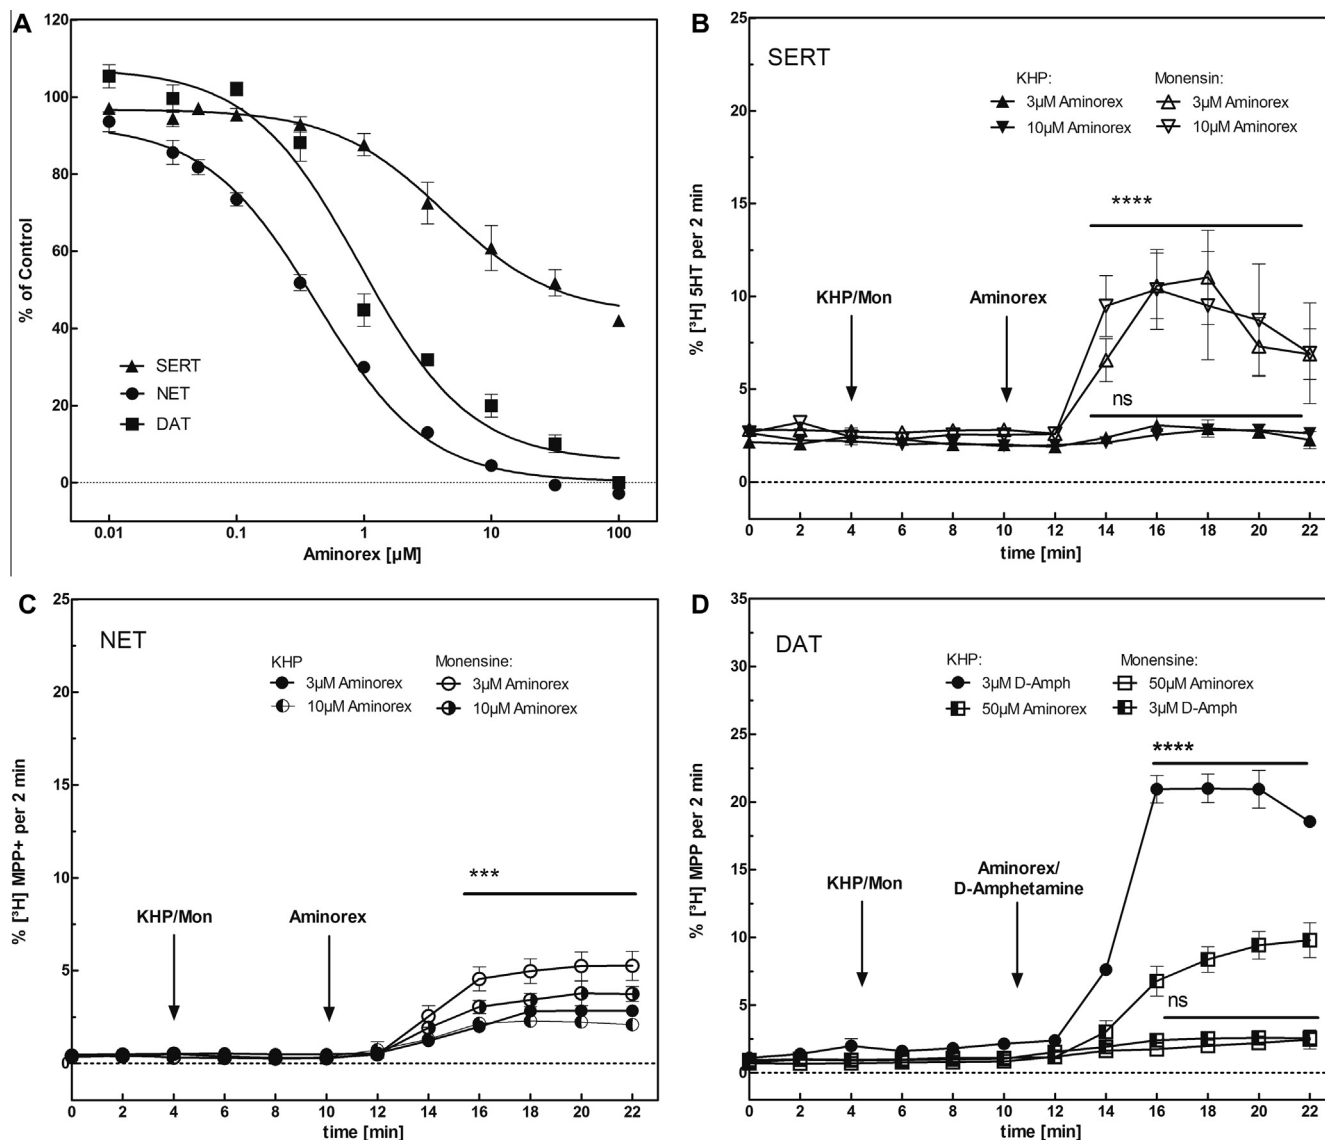 A
120
100
80
60
40
20
0
% of Control
SERT
NET
DAT
0.01 0.1 1 10 100
Aminorex [µM]
B
SERT
25
20
15
10
5
0
% [³H] 5HT per 2 min
KHP: Monensin:
3µM Aminorex 3µM Aminorex
10µM Aminorex 10µM Aminorex
****
KHP/Mon Aminorex
ns
0 2 4 6 8 10 12 14 16 18 20 22
time [min]
C
NET
25
20
15
10
5
0
% [³H] MPP+ per 2 min
KHP Monensine:
3µM Aminorex 3µM Aminorex
10µM Aminorex 10µM Aminorex
***
KHP/Mon Aminorex
0 2 4 6 8 10 12 14 16 18 20 22
time [min]
D
DAT
35
30
25
20
15
10
5
0
% [³H] MPP per 2 min
KHP: Monensine:
3µM D-Amph 50µM Aminorex
50µM Aminorex 3µM D-Amph
****
KHP/Mon
Aminorex/
D-Amphetamine
ns
0 2 4 6 8 10 12 14 16 18 20 22
time [min]